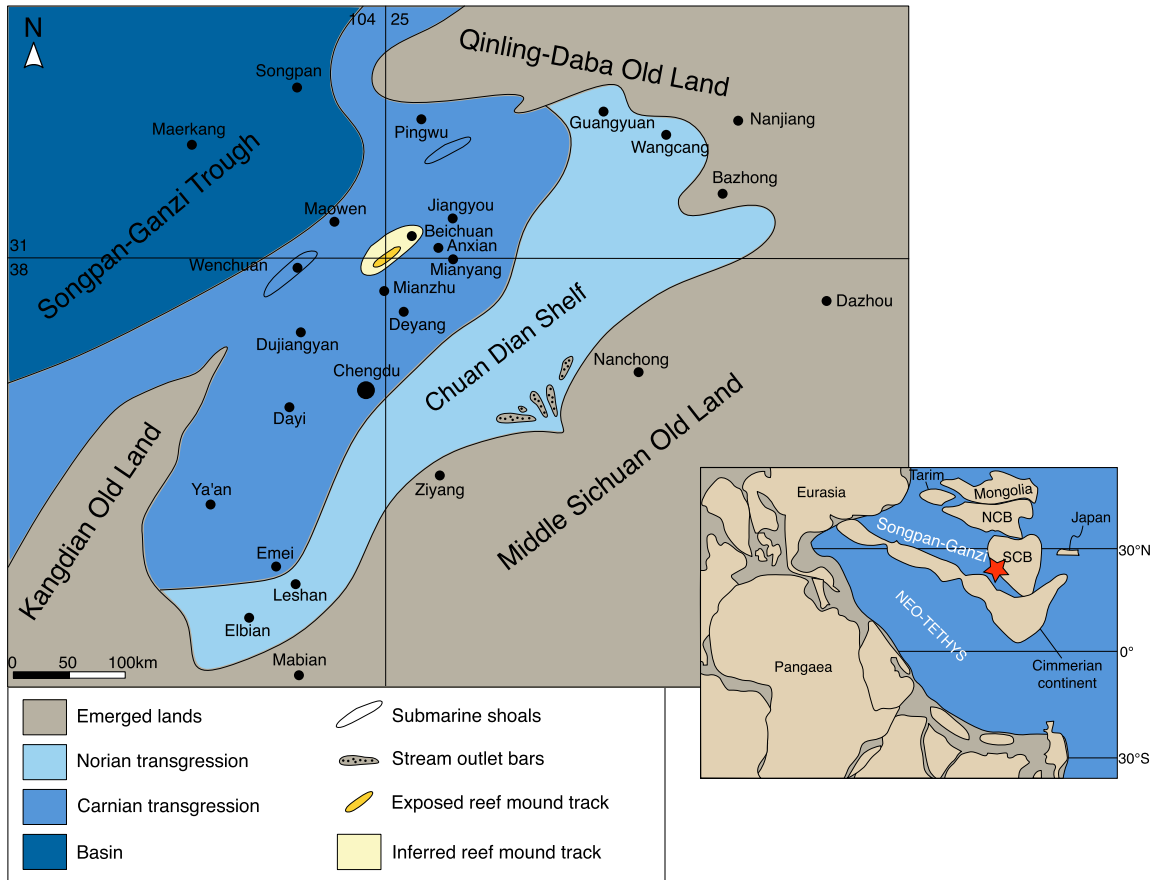 N
104 25
31
38
Qinling-Daba Old Land
Songpan
Maerkang
Pingwu
Guangyuan
Wangcang
Nanjiang
Bazhong
Songpan-Ganzi Trough
Maowen
Jiangyou
Beichuan
Anxian
Mianyang
Wenchuan
Mianzhu
Deyang
Dazhou
Dujiangyan
Chengdu
Chuan Dian Shelf
Nanchong
Dayi
Kangdian Old Land
Ya'an
Ziyang
Middle Sichuan Old Land
Emei
Leshan
Elbian
Mabian
0 50 100km
Emerged lands
Norian transgression
Carnian transgression
Basin
Submarine shoals
Stream outlet bars
Exposed reef mound track
Inferred reef mound track
Tarim
Eurasia
Mongolia
NCB
Japan
Songpan-Ganzi
SCB
30°N
NEO-TETHYS
0°
Pangaea
Cimmerian
continent
30°S